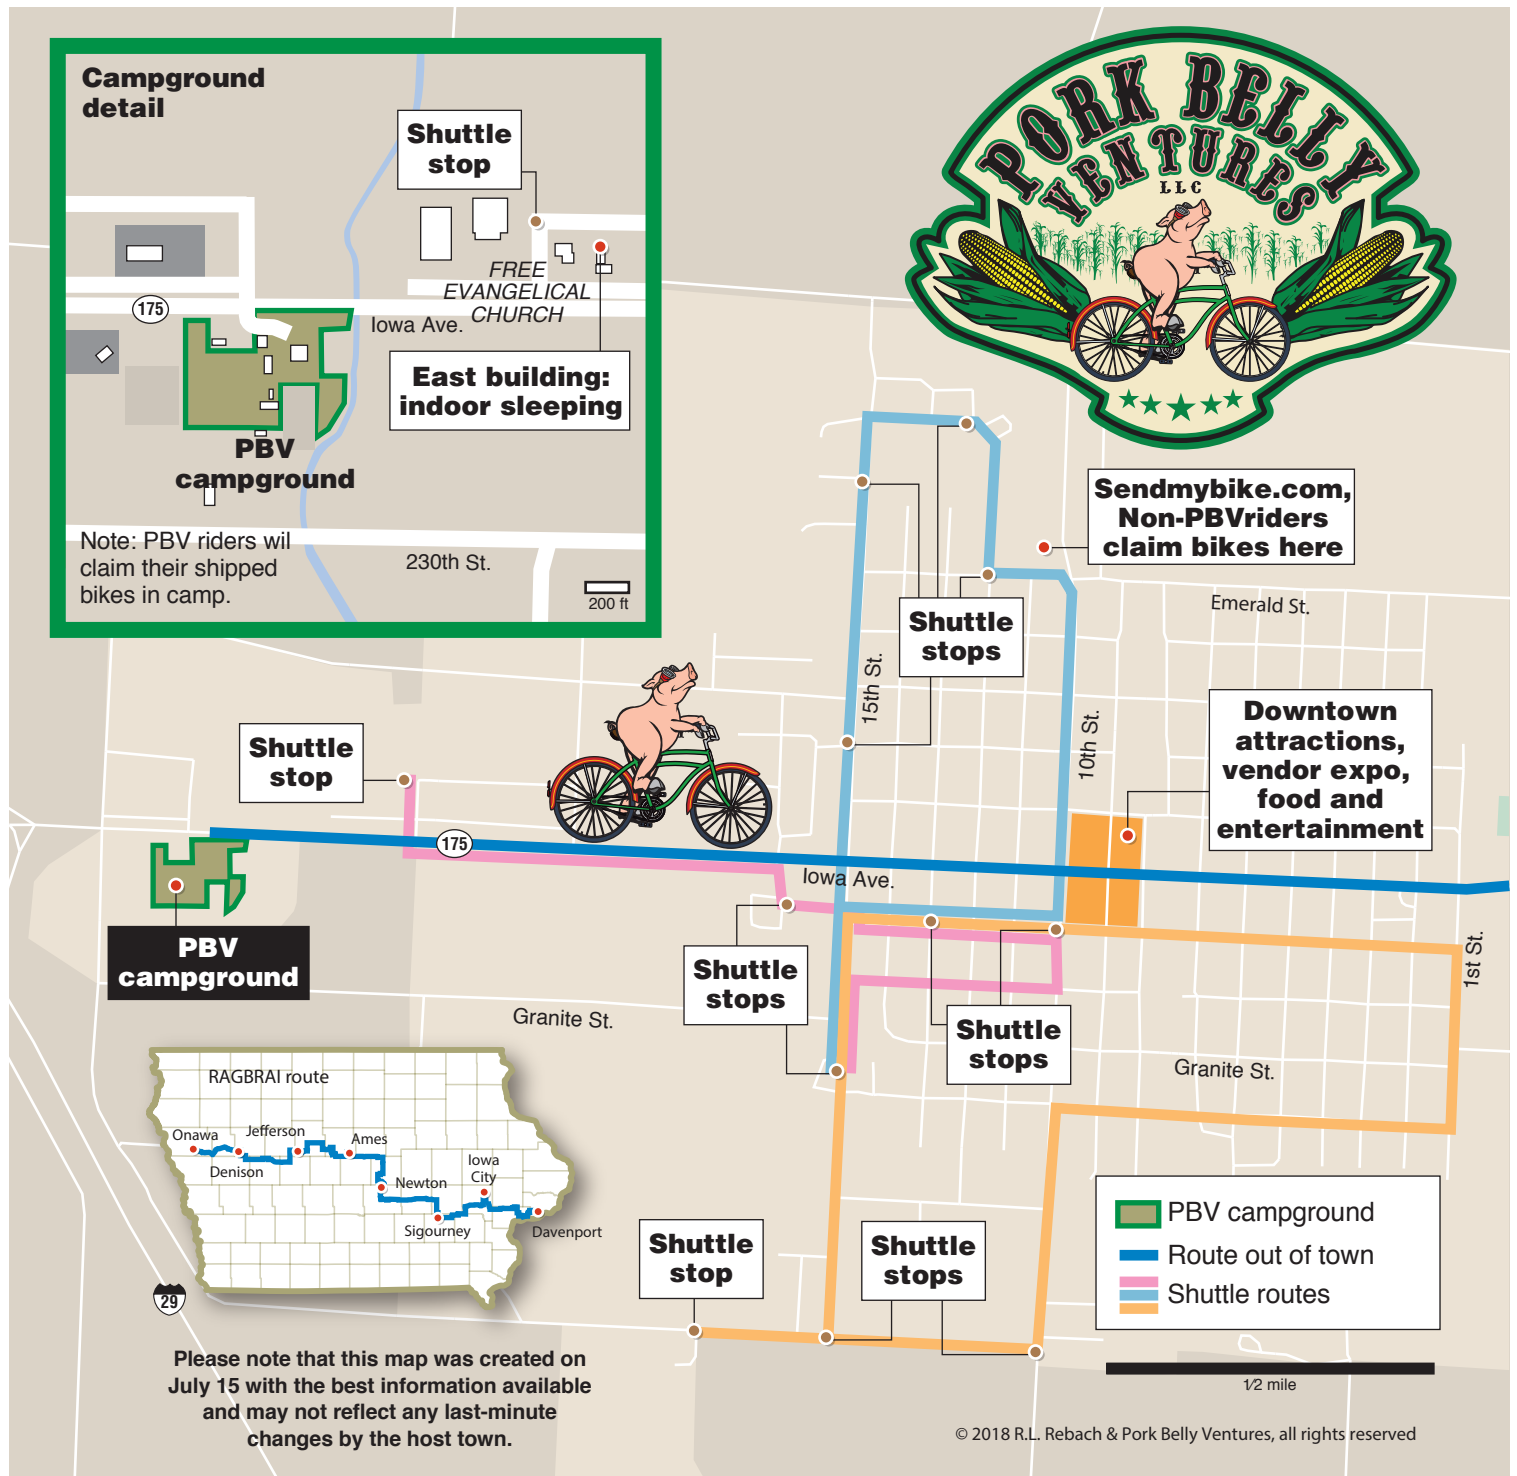 Campground
detail
Shuttle
stop
FREE
EVANGELICAL
CHURCH
175
Iowa Ave.
East building:
indoor sleeping
PBV
campground
Note: PBV riders wil
claim their shipped
bikes in camp.
230th St.
200 ft
PORK BELLY
VENTURES
LLC
Sendmybike.com,
Non-PBVriders
claim bikes here
Emerald St.
Shuttle
stops
15th St.
10th St.
Downtown
attractions,
vendor expo,
food and
entertainment
Shuttle
stop
175
Iowa Ave.
PBV
campground
Shuttle
stops
1st St.
Granite St.
Shuttle
stops
Granite St.
RAGBRAI route
Onawa
Jefferson
Ames
Denison
Iowa
City
Newton
Sigourney
Davenport
29
Shuttle
stop
Shuttle
stops
PBV campground
Route out of town
Shuttle routes
1/2 mile
Please note that this map was created on
July 15 with the best information available
and may not reflect any last-minute
changes by the host town.
© 2018 R.L. Rebach & Pork Belly Ventures, all rights reserved